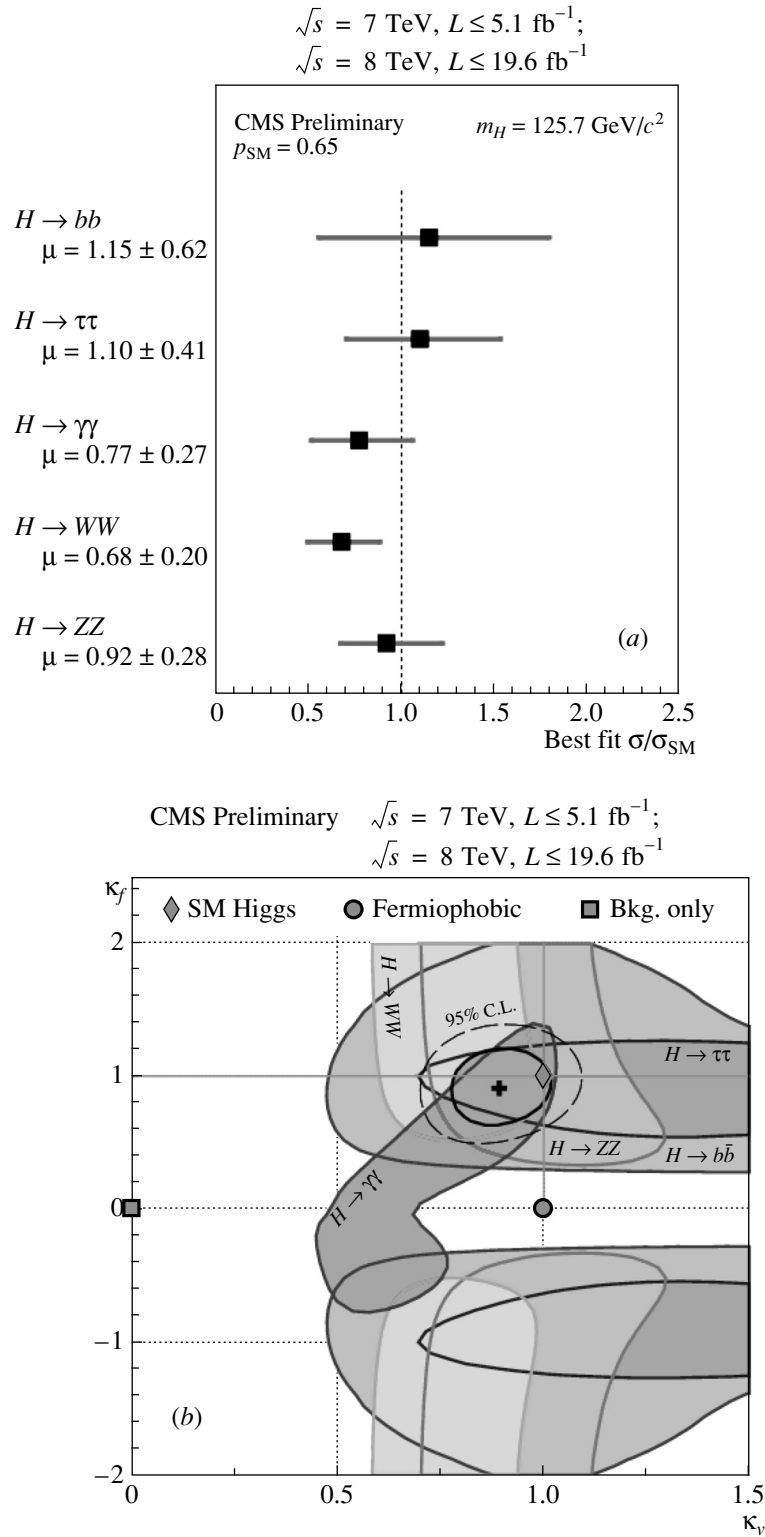 √s = 7 TeV, L ≤ 5.1 fb⁻¹;
√s = 8 TeV, L ≤ 19.6 fb⁻¹
CMS Preliminary
m_H = 125.7 GeV/c²
p_SM = 0.65
H → bb
μ = 1.15 ± 0.62
H → ττ
μ = 1.10 ± 0.41
H → γγ
μ = 0.77 ± 0.27
H → WW
μ = 0.68 ± 0.20
H → ZZ
μ = 0.92 ± 0.28
(a)
0 0.5 1.0 1.5 2.0 2.5
Best fit σ/σ_SM
CMS Preliminary √s = 7 TeV, L ≤ 5.1 fb⁻¹;
√s = 8 TeV, L ≤ 19.6 fb⁻¹
κ_f
SM Higgs Fermiophobic Bkg. only
2
H → WW
95% C.L.
H → ττ
1
H → ZZ
H → bb̄
H → γγ
0
−1
(b)
−2
0 0.5 1.0 1.5
κ_v